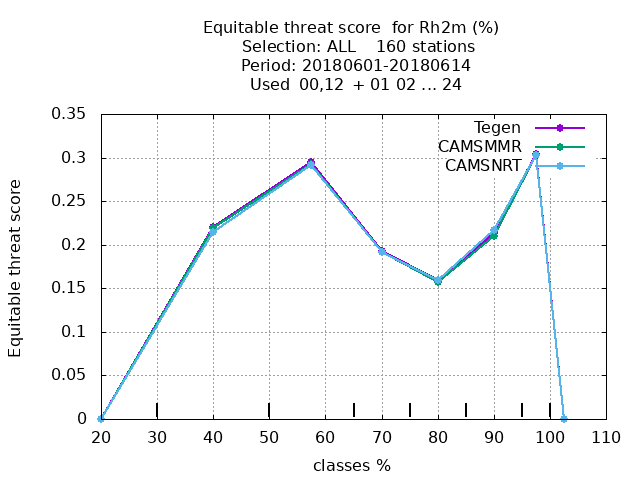 Equitable threat score  for Rh2m (%)
Selection: ALL    160 stations
Period: 20180601-20180614
Used  00,12  + 01 02 ... 24
0.35
0.3
0.25
0.2
0.15
0.1
0.05
0
Equitable threat score
Tegen
CAMSMMR
CAMSNRT
20 30 40 50 60 70 80 90 100 110
classes %